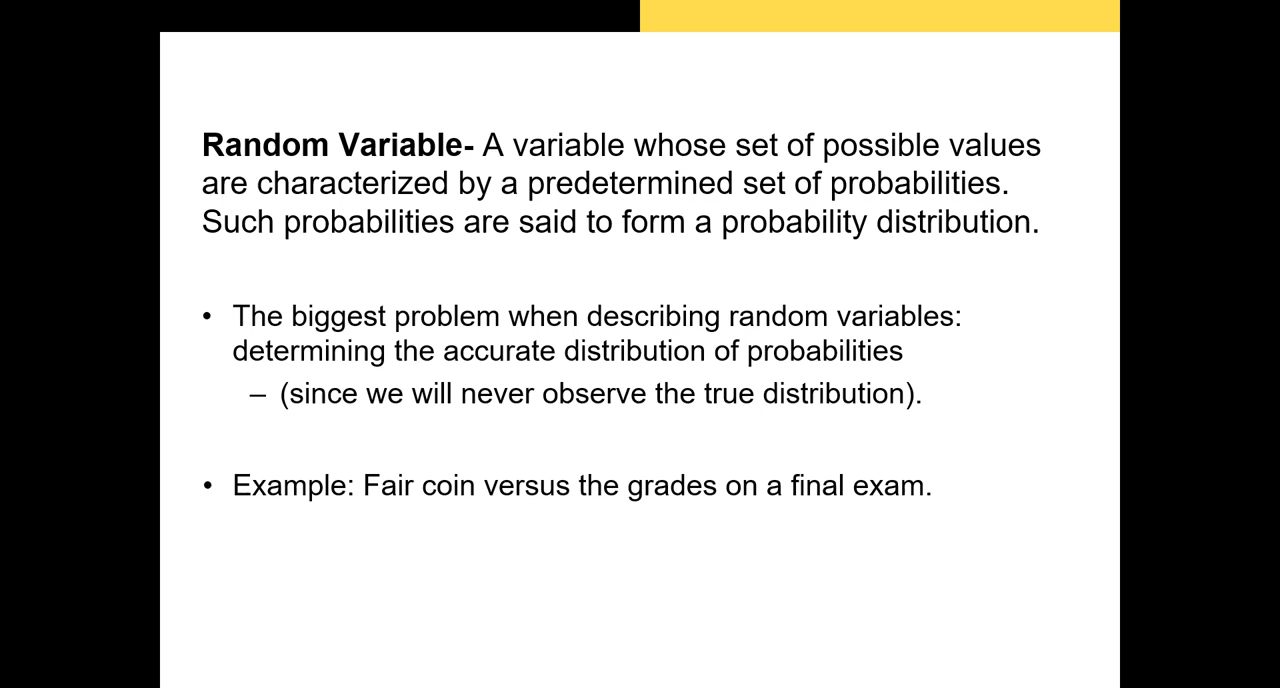 Random Variable- A variable whose set of possible values
are characterized by a predetermined set of probabilities.
Such probabilities are said to form a probability distribution.
• The biggest problem when describing random variables:
determining the accurate distribution of probabilities
– (since we will never observe the true distribution).
• Example: Fair coin versus the grades on a final exam.